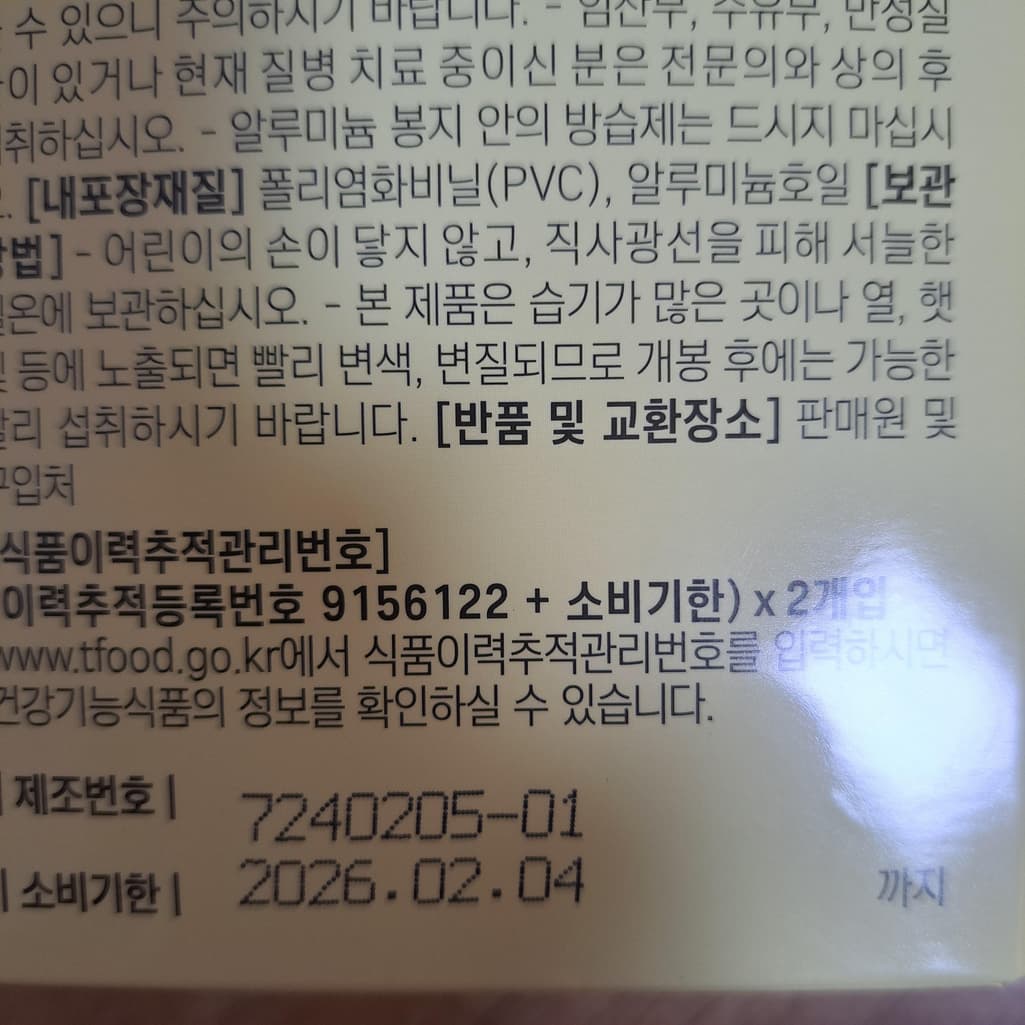 수 있으니 주의하시기 바랍니다. - 임산부, 수유부, 만성질
이 있거나 현재 질병 치료 중이신 분은 전문의와 상의 후
취하십시오. - 알루미늄 봉지 안의 방습제는 드시지 마십시
. [내포장재질] 폴리염화비닐(PVC), 알루미늄호일 [보관
법] - 어린이의 손이 닿지 않고, 직사광선을 피해 서늘한
실온에 보관하십시오. - 본 제품은 습기가 많은 곳이나 열, 햇
등에 노출되면 빨리 변색, 변질되므로 개봉 후에는 가능한
빨리 섭취하시기 바랍니다. [반품 및 교환장소] 판매원 및
구입처
식품이력추적관리번호]
이력추적등록번호 9156122 + 소비기한) x 2개입
www.tfood.go.kr에서 식품이력추적관리번호를 입력하시면
건강기능식품의 정보를 확인하실 수 있습니다.
| 제조번호 | 7240205-01
| 소비기한 | 2026.02.04 까지